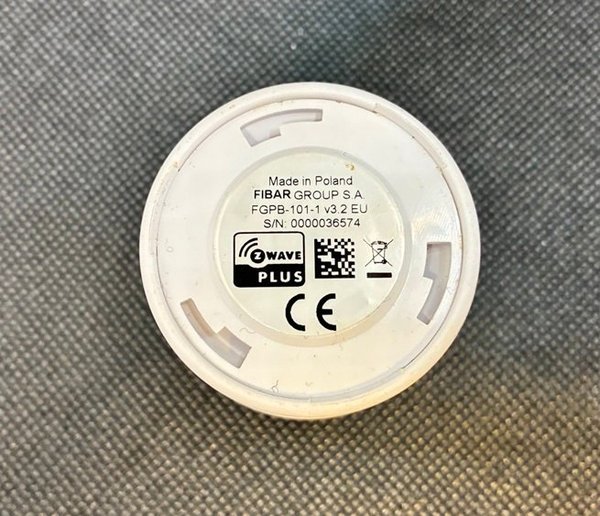 Made in Poland
FIBAR GROUP S.A.
FGPB-101-1 v3.2 EU
S/N: 0000036574
Z WAVE
PLUS
CE